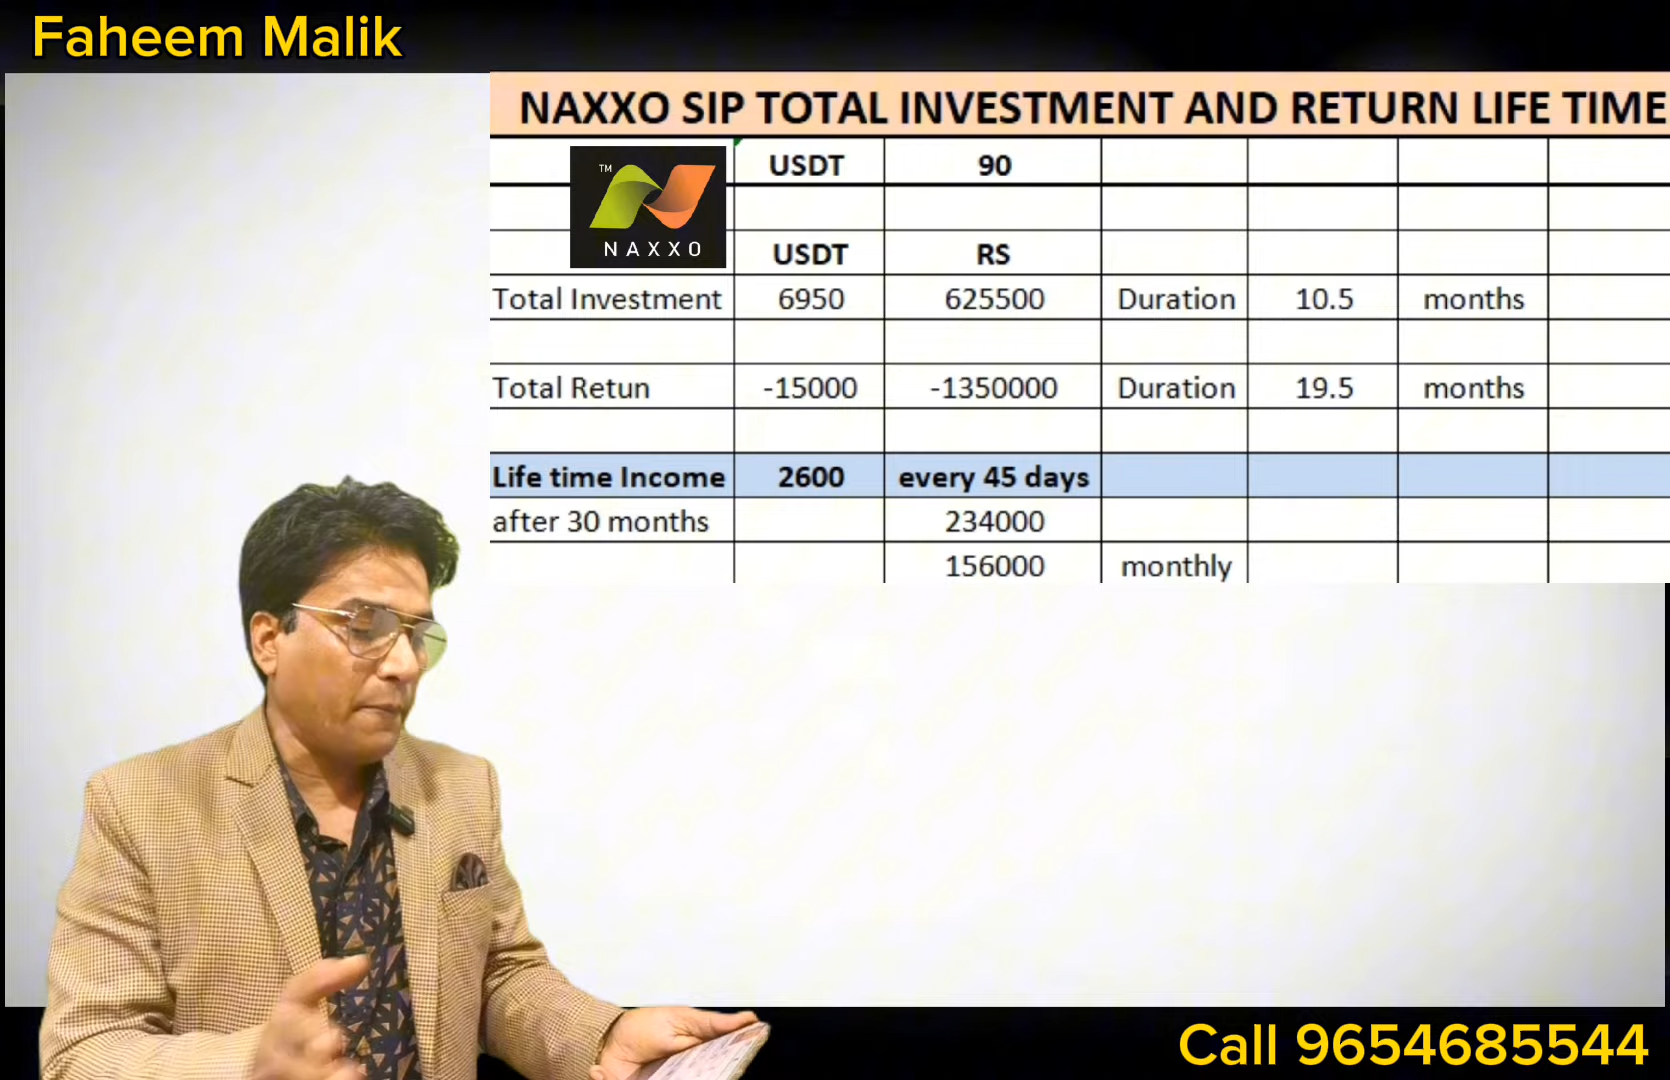 Faheem Malik
NAXXO SIP TOTAL INVESTMENT AND RETURN LIFE TIME
TM
NAXXO
USDT 90
USDT RS
Total Investment 6950 625500 Duration 10.5 months
Total Retun -15000 -1350000 Duration 19.5 months
Life time Income 2600 every 45 days
after 30 months 234000
156000 monthly
Call 9654685544